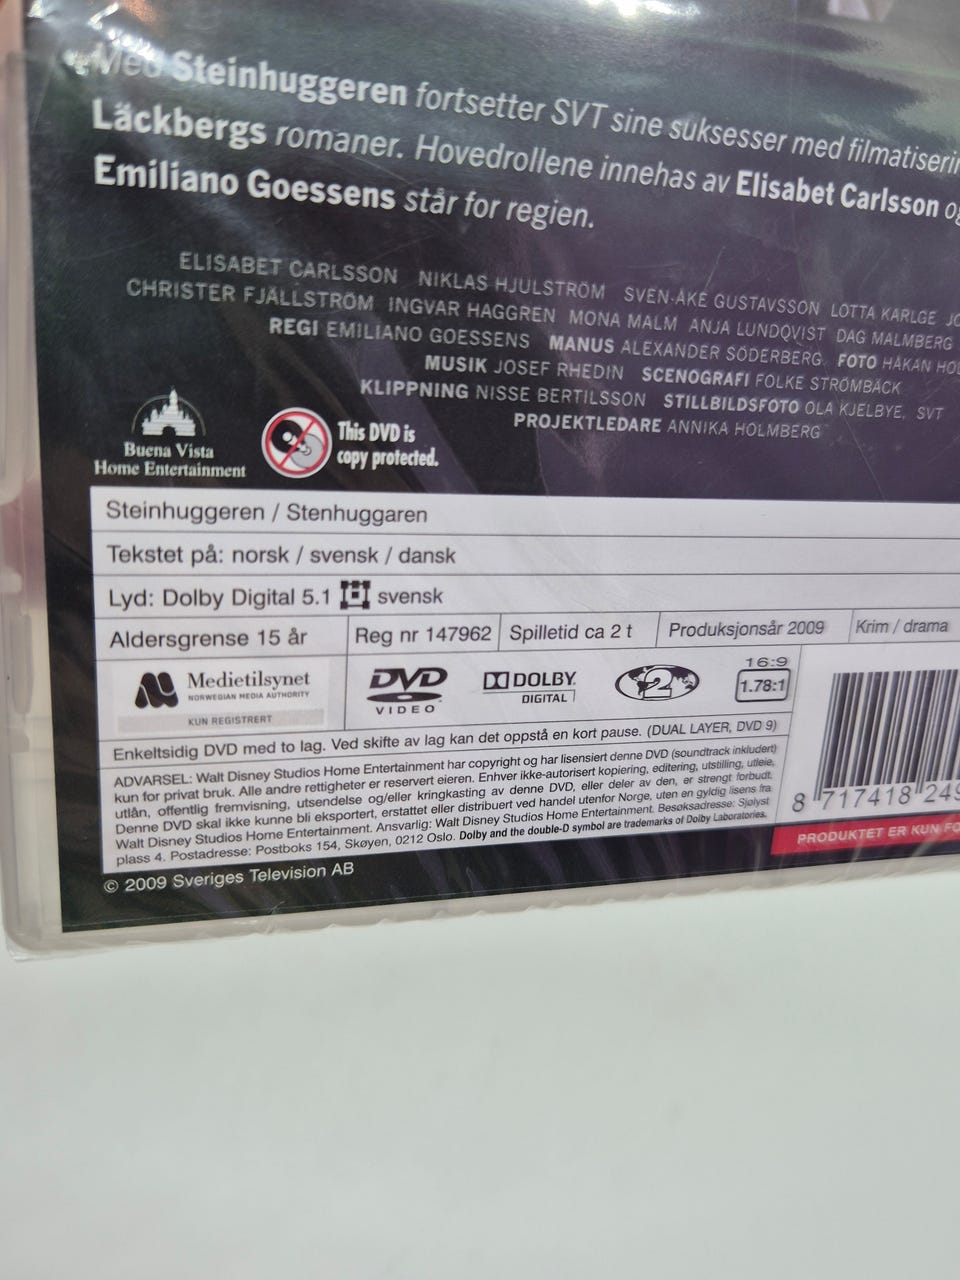 Med Steinhuggeren fortsetter SVT sine suksesser med
Läckbergs romaner. Hovedrollene innehas av Elisabet Carlsson
Emiliano Goessens står for regien.
ELISABET CARLSSON NIKLAS HJULSTRÖM SVEN-ÅKE GUSTAVSSON LOTTA KARLGE
CHRISTER FJÄLLSTRÖM INGVAR HAGGREN MONA MALM ANJA LUNDQVIST DAG MALMBERG
REGI EMILIANO GOESSENS MANUS ALEXANDER SÖDERBERG FOTO HÅKAN
MUSIK JOSEF RHEDIN SCENOGRAFI FOLKE STRÖMBÄCK
KLIPPNING NISSE BERTILSSON STILLBILDSFOTO OLA KJELBYE, SVT
PROJEKTLEDARE ANNIKA HOLMBERG
Buena Vista
Home Entertainment
This DVD is
copy protected.
Steinhuggeren / Stenhuggaren
Tekstet på: norsk / svensk / dansk
Lyd: Dolby Digital 5.1 svensk
Aldersgrense 15 år Reg nr 147962 Spilletid ca 2 t Produksjonsår 2009 Krim / drama
Medietilsynet
NORWEGIAN MEDIA AUTHORITY
KUN REGISTRERT
DVD
VIDEO
DOLBY
DIGITAL
2
16:9
1.78:1
Enkeltsidig DVD med to lag. Ved skifte av lag kan det oppstå en kort pause. (DUAL LAYER, DVD 9)
ADVARSEL: Walt Disney Studios Home Entertainment har copyright og har lisensiert denne DVD (soundtrack inkludert)
kun for privat bruk. Alle andre rettigheter er reservert eieren. Enhver ikke-autorisert kopiering, editering, utstilling, utleie,
utlån, offentlig fremvisning, utsendelse og/eller kringkasting av denne DVD, eller deler av den, er strengt forbudt.
Denne DVD skal ikke kunne bli eksportert, erstattet eller distribuert ved handel utenfor Norge, uten en gyldig lisens fra
Walt Disney Studios Home Entertainment. Ansvarlig: Walt Disney Studios Home Entertainment. Besøksadresse: Sjølyst
plass 4. Postadresse: Postboks 154, Skøyen, 0212 Oslo. Dolby and the double-D symbol are trademarks of Dolby Laboratories.
8 717418 249
PRODUKTET ER KUN
© 2009 Sveriges Television AB